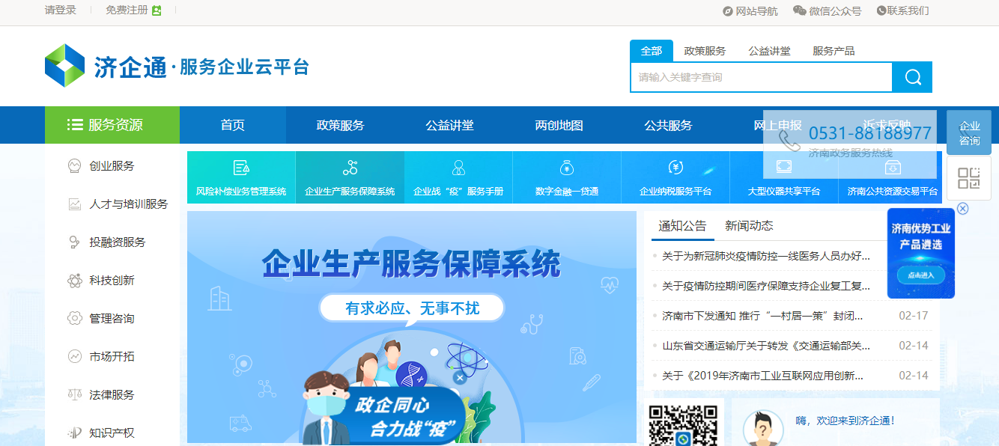 请登录
免费注册
网站导航
微信公众号
联系我们
济企通·服务企业云平台
全部
政策服务
公益讲堂
服务产品
请输入关键字查询
服务资源
首页
政策服务
公益讲堂
两创地图
公共服务
网上申报
诉求反映
0531-88188977
济南政务服务热线
企业
咨询
创业服务
人才与培训服务
投融资服务
科技创新
管理咨询
市场开拓
法律服务
知识产权
风险补偿业务管理系统
企业生产服务保障系统
企业战“疫”服务手册
数字金融一贷通
企业纳税服务平台
大型仪器共享平台
济南公共资源交易平台
企业生产服务保障系统
有求必应、无事不扰
政企同心
合力战“疫”
通知公告
新闻动态
关于为新冠肺炎疫情防控一线医务人员办好...
关于疫情防控期间医疗保障支持企业复工复...
济南市下发通知 推行“一村居一策”封闭...
02-17
山东省交通运输厅关于转发《交通运输部关...
02-14
关于《2019年济南市工业互联网应用创新...
02-14
济南优势工业
产品遴选
点击进入
嗨，欢迎来到济企通！